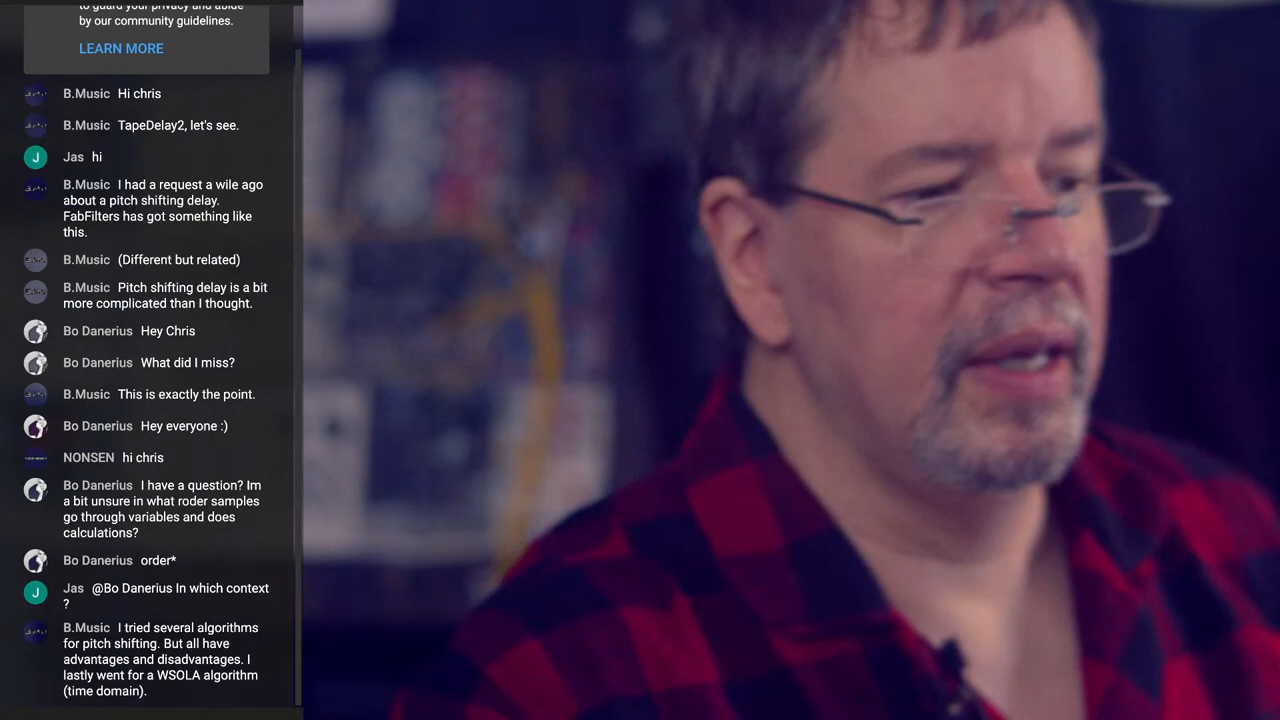 to guard your privacy and abide
by our community guidelines.
LEARN MORE
B.Music Hi chris
B.Music TapeDelay2, let's see.
J Jas hi
B.Music I had a request a wile ago
about a pitch shifting delay.
FabFilters has got something like
this.
B.Music (Different but related)
B.Music Pitch shifting delay is a bit
more complicated than I thought.
Bo Danerius Hey Chris
Bo Danerius What did I miss?
B.Music This is exactly the point.
Bo Danerius Hey everyone :)
NONSEN hi chris
Bo Danerius I have a question? Im
a bit unsure in what roder samples
go through variables and does
calculations?
Bo Danerius order*
J Jas @Bo Danerius In which context
?
B.Music I tried several algorithms
for pitch shifting. But all have
advantages and disadvantages. I
lastly went for a WSOLA algorithm
(time domain).